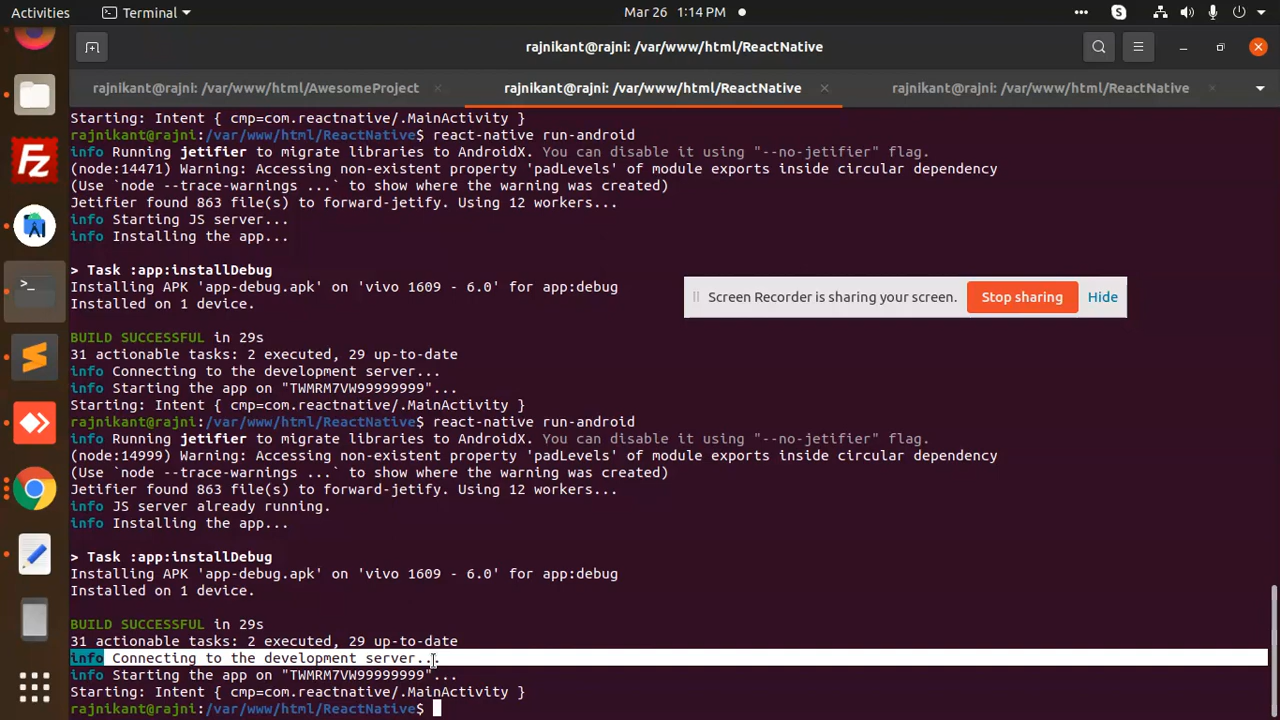 Activities
Terminal
Mar 26 1:14 PM
rajnikant@rajni: /var/www/html/ReactNative
rajnikant@rajni: /var/www/html/AwesomeProject
rajnikant@rajni: /var/www/html/ReactNative
rajnikant@rajni: /var/www/html/ReactNative
Starting: Intent { cmp=com.reactnative/.MainActivity }
rajnikant@rajni:/var/www/html/ReactNative$ react-native run-android
info Running jetifier to migrate libraries to AndroidX. You can disable it using "--no-jetifier" flag.
(node:14471) Warning: Accessing non-existent property 'padLevels' of module exports inside circular dependency
(Use `node --trace-warnings ...` to show where the warning was created)
Jetifier found 863 file(s) to forward-jetify. Using 12 workers...
info Starting JS server...
info Installing the app...
> Task :app:installDebug
Installing APK 'app-debug.apk' on 'vivo 1609 - 6.0' for app:debug
Installed on 1 device.
Screen Recorder is sharing your screen. Stop sharing Hide
BUILD SUCCESSFUL in 29s
31 actionable tasks: 2 executed, 29 up-to-date
info Connecting to the development server...
info Starting the app on "TWMRM7VW99999999"...
Starting: Intent { cmp=com.reactnative/.MainActivity }
rajnikant@rajni:/var/www/html/ReactNative$ react-native run-android
info Running jetifier to migrate libraries to AndroidX. You can disable it using "--no-jetifier" flag.
(node:14999) Warning: Accessing non-existent property 'padLevels' of module exports inside circular dependency
(Use `node --trace-warnings ...` to show where the warning was created)
Jetifier found 863 file(s) to forward-jetify. Using 12 workers...
info JS server already running.
info Installing the app...
> Task :app:installDebug
Installing APK 'app-debug.apk' on 'vivo 1609 - 6.0' for app:debug
Installed on 1 device.
BUILD SUCCESSFUL in 29s
31 actionable tasks: 2 executed, 29 up-to-date
info Connecting to the development server...
info Starting the app on "TWMRM7VW99999999"...
Starting: Intent { cmp=com.reactnative/.MainActivity }
rajnikant@rajni:/var/www/html/ReactNative$